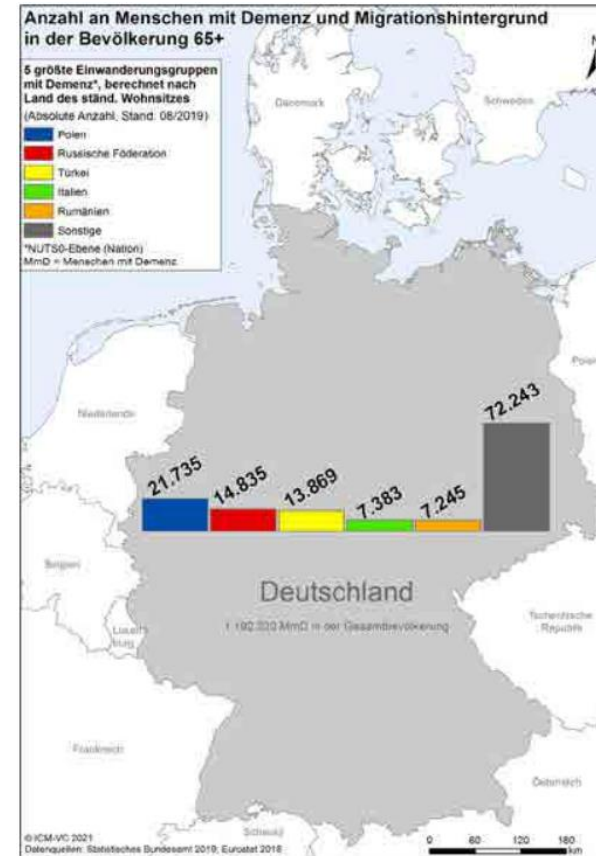 Anzahl an Menschen mit Demenz und Migrationshintergrund
in der Bevölkerung 65+
N
5 größte Einwanderungsgruppen
mit Demenz*, berechnet nach
Land des ständ. Wohnsitzes
(Absolute Anzahl, Stand: 08/2019)
Polen
Russische Föderation
Türkei
Italien
Rumänien
Sonstige
*NUTS0-Ebene (Nation)
MmD = Menschen mit Demenz
Dänemark
Schweden
Polen
Niederlande
72.243
21.735
14.835
13.869
7.383
7.245
Belgien
Deutschland
MmD in der Gesamtbevölkerung
Luxem-
burg
Tschechische
Republik
Frankreich
Österreich
Schweiz
© ICM-VC 2021
Datenquellen: Statistisches Bundesamt 2019; Eurostat 2018
0 60 120 180
km